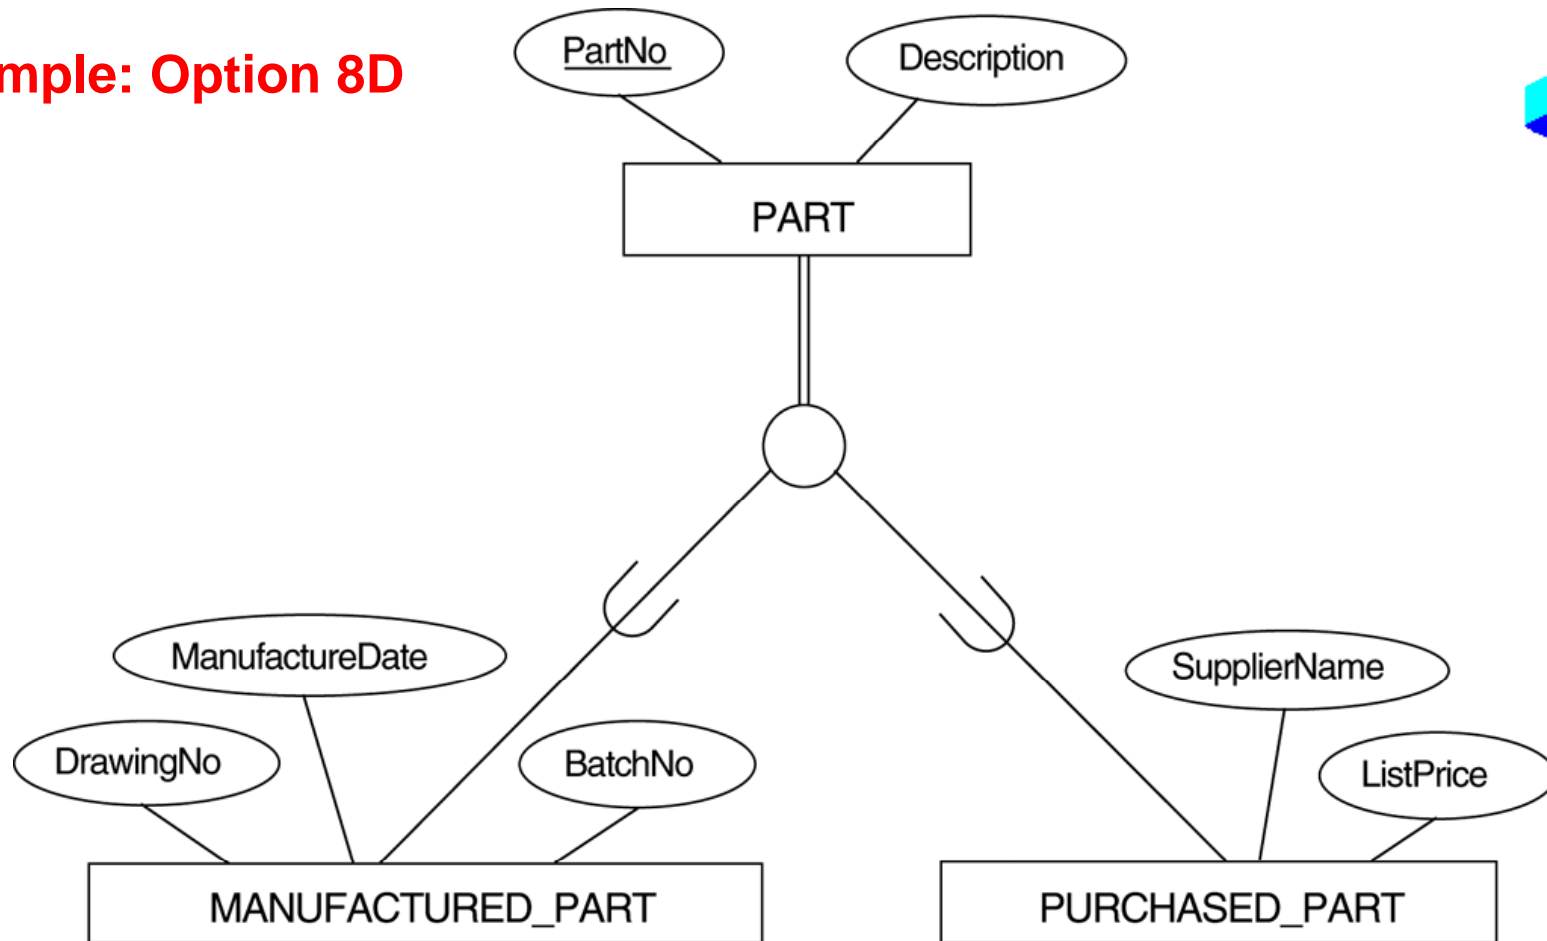 mple: Option 8D
PartNo
Description
PART
ManufactureDate
SupplierName
DrawingNo
BatchNo
ListPrice
MANUFACTURED_PART
PURCHASED_PART